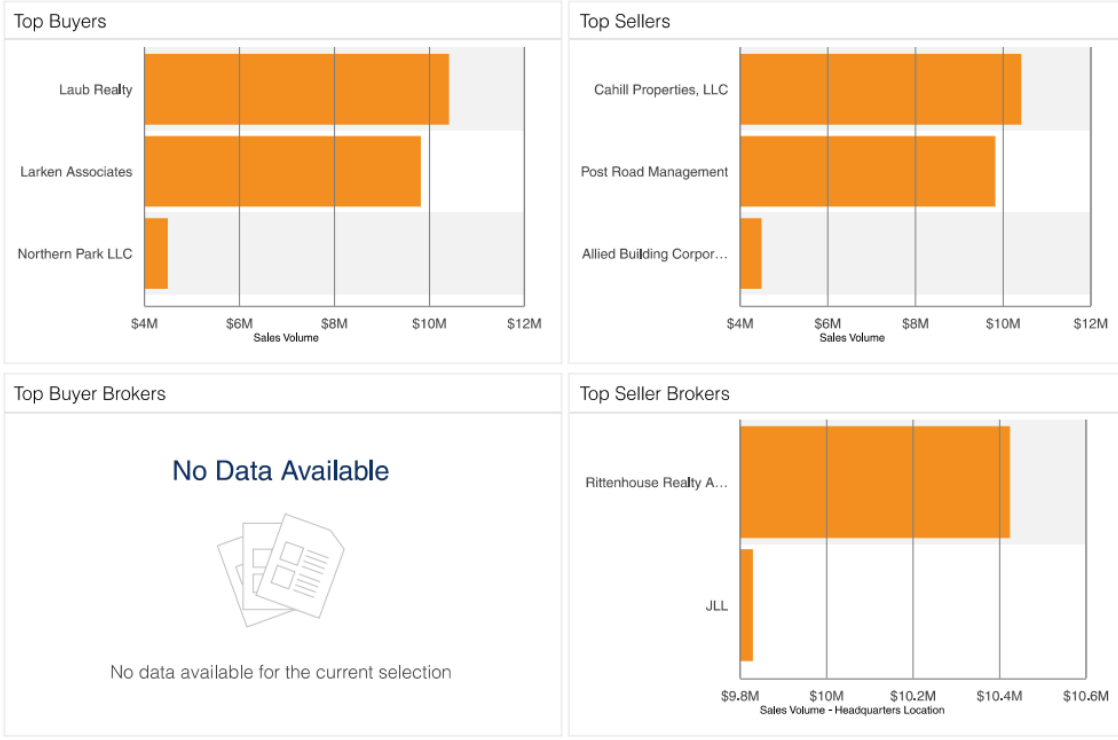 Top Buyers
Laub Realty
Larken Associates
Northern Park LLC
$4M $6M $8M $10M $12M
Sales Volume
Top Sellers
Cahill Properties, LLC
Post Road Management
Allied Building Corpor...
$4M $6M $8M $10M $12M
Sales Volume
Top Buyer Brokers
No Data Available
No data available for the current selection
Top Seller Brokers
Rittenhouse Realty A...
JLL
$9.8M $10M $10.2M $10.4M $10.6M
Sales Volume - Headquarters Location